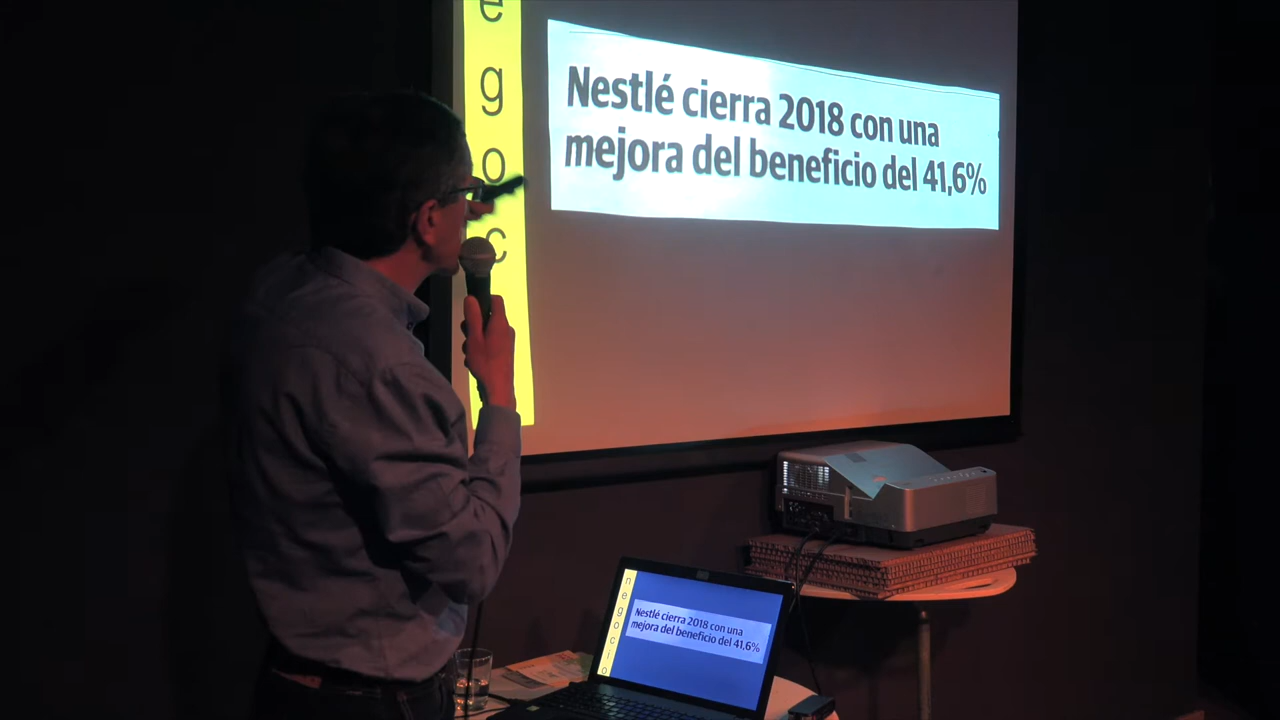 e
g
o
c
Nestlé cierra 2018 con una
mejora del beneficio del 41,6%
n
e
g
o
c
i
o
Nestlé cierra 2018 con una
mejora del beneficio del 41,6%